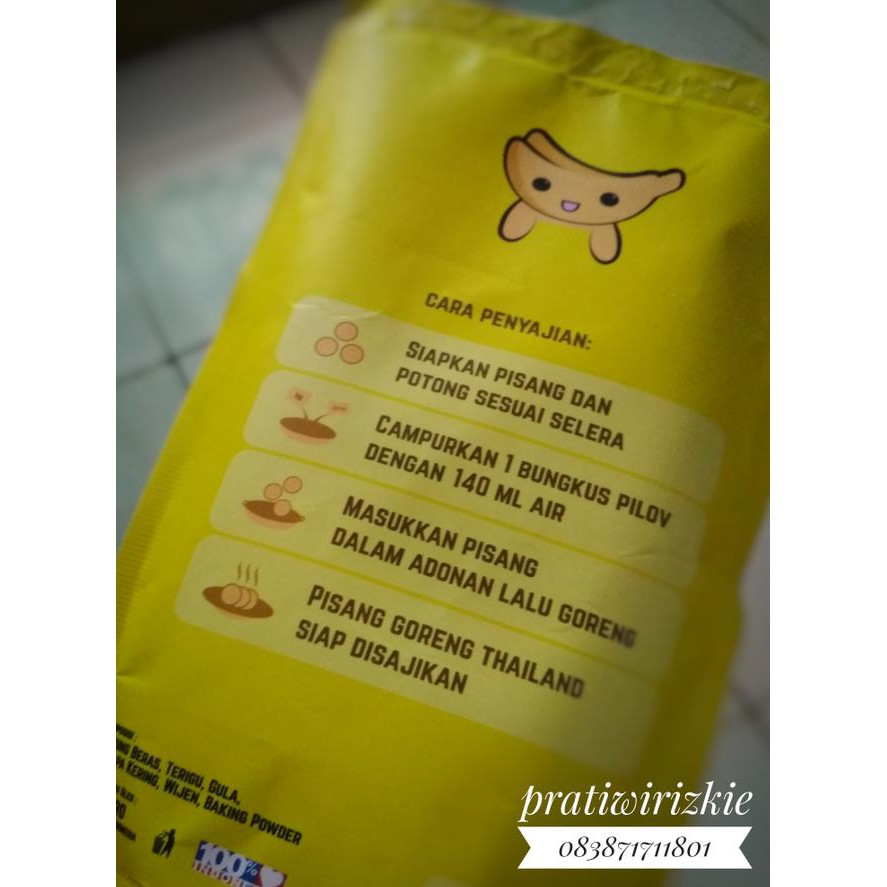 CARA PENYAJIAN:
SIAPKAN PISANG DAN
POTONG SESUAI SELERA
CAMPURKAN 1 BUNGKUS PILOV
DENGAN 140 ML AIR
MASUKKAN PISANG
DALAM ADONAN LALU GORENG
PISANG GORENG THAILAND
SIAP DISAJIKAN
BERAS, TERIGU, GULA,
KERING, WIJEN, BAKING POWDER
100%
pratiwirizkie
083871711801